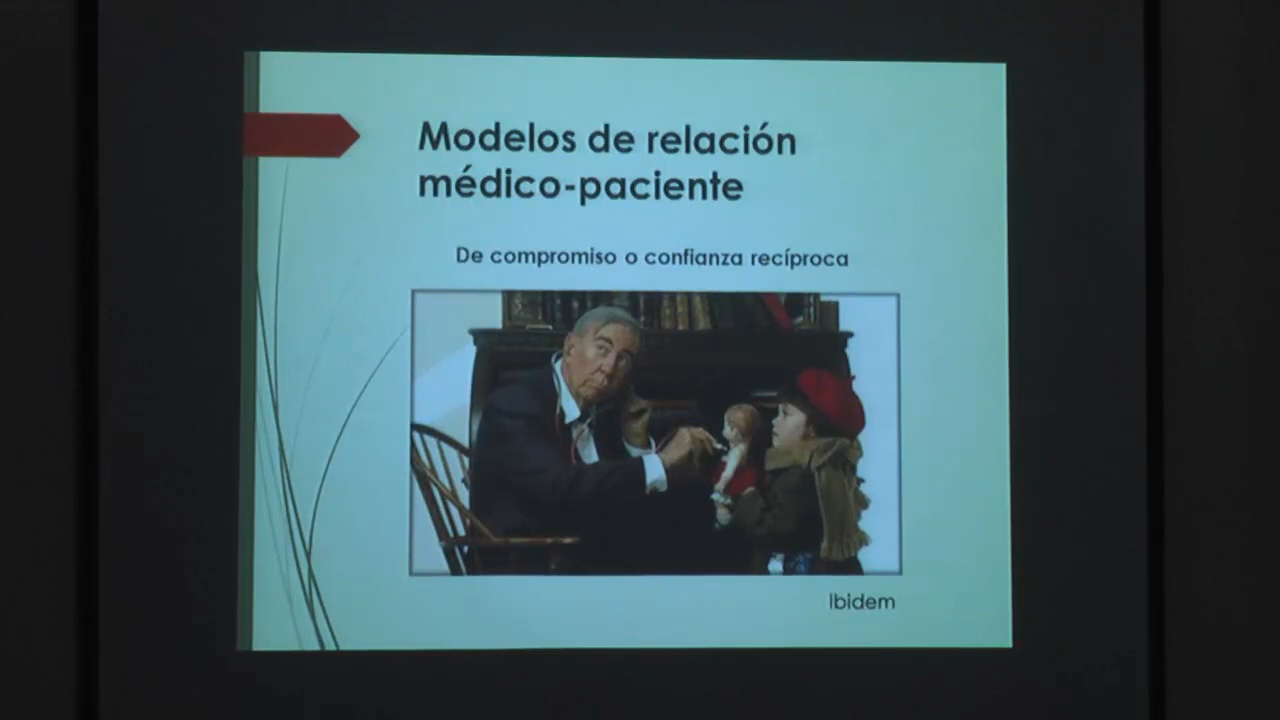 Modelos de relación
médico-paciente
De compromiso o confianza recíproca
Ibidem